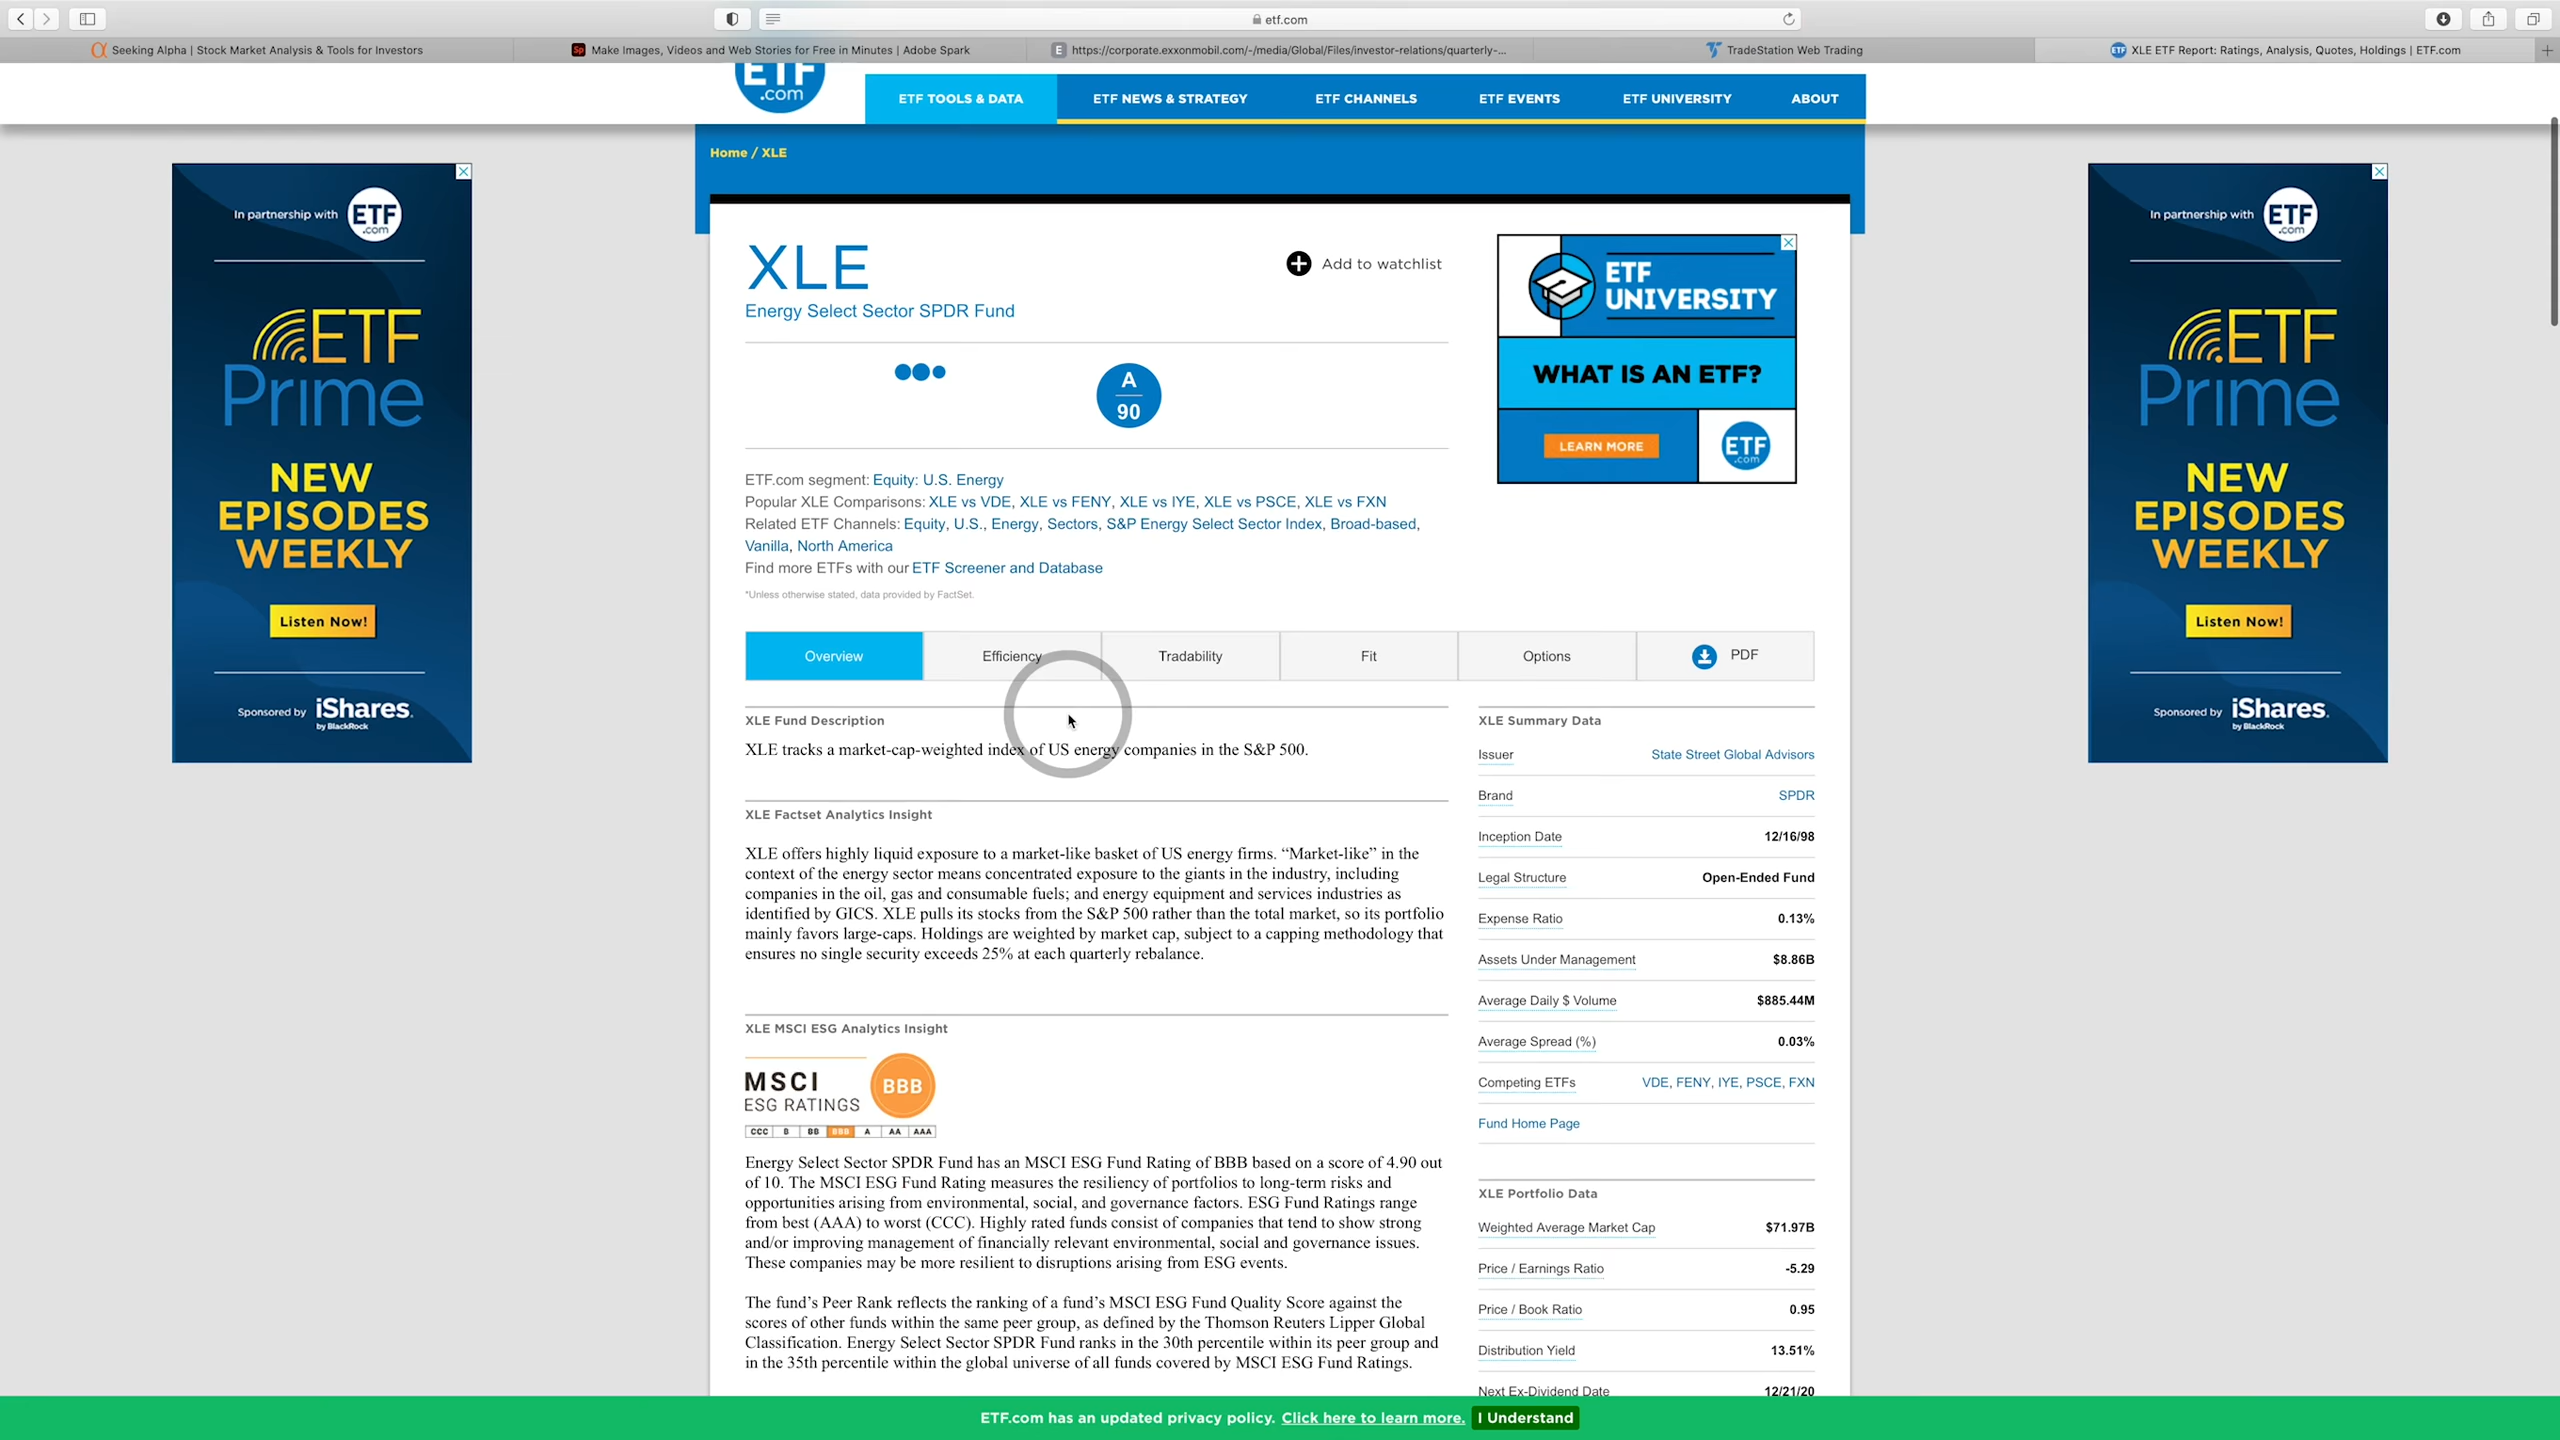 etf.com
Seeking Alpha | Stock Market Analysis & Tools for Investors
Make Images, Videos and Web Stories for Free in Minutes | Adobe Spark
https://corporate.exxonmobil.com/-/media/Global/Files/investor-relations/quarterly-...
TradeStation Web Trading
XLE ETF Report: Ratings, Analysis, Quotes, Holdings | ETF.com
ETF
.com
ETF TOOLS & DATA
ETF NEWS & STRATEGY
ETF CHANNELS
ETF EVENTS
ETF UNIVERSITY
ABOUT
Home / XLE
In partnership with ETF .com
ETF
Prime
NEW
EPISODES
WEEKLY
Listen Now!
Sponsored by iShares.
by BlackRock
XLE
Energy Select Sector SPDR Fund
Add to watchlist
A
90
ETF.com segment: Equity: U.S. Energy
Popular XLE Comparisons: XLE vs VDE, XLE vs FENY, XLE vs IYE, XLE vs PSCE, XLE vs FXN
Related ETF Channels: Equity, U.S., Energy, Sectors, S&P Energy Select Sector Index, Broad-based,
Vanilla, North America
Find more ETFs with our ETF Screener and Database
*Unless otherwise stated, data provided by FactSet.
ETF
UNIVERSITY
WHAT IS AN ETF?
LEARN MORE
ETF
.com
Overview
Efficiency
Tradability
Fit
Options
PDF
XLE Fund Description
XLE tracks a market-cap-weighted index of US energy companies in the S&P 500.
XLE Factset Analytics Insight
XLE offers highly liquid exposure to a market-like basket of US energy firms. “Market-like” in the
context of the energy sector means concentrated exposure to the giants in the industry, including
companies in the oil, gas and consumable fuels; and energy equipment and services industries as
identified by GICS. XLE pulls its stocks from the S&P 500 rather than the total market, so its portfolio
mainly favors large-caps. Holdings are weighted by market cap, subject to a capping methodology that
ensures no single security exceeds 25% at each quarterly rebalance.
XLE MSCI ESG Analytics Insight
MSCI
ESG RATINGS
BBB
CCC B BB BBB A AA AAA
Energy Select Sector SPDR Fund has an MSCI ESG Fund Rating of BBB based on a score of 4.90 out
of 10. The MSCI ESG Fund Rating measures the resiliency of portfolios to long-term risks and
opportunities arising from environmental, social, and governance factors. ESG Fund Ratings range
from best (AAA) to worst (CCC). Highly rated funds consist of companies that tend to show strong
and/or improving management of financially relevant environmental, social and governance issues.
These companies may be more resilient to disruptions arising from ESG events.
The fund’s Peer Rank reflects the ranking of a fund’s MSCI ESG Fund Quality Score against the
scores of other funds within the same peer group, as defined by the Thomson Reuters Lipper Global
Classification. Energy Select Sector SPDR Fund ranks in the 30th percentile within its peer group and
in the 35th percentile within the global universe of all funds covered by MSCI ESG Fund Ratings.
XLE Summary Data
Issuer State Street Global Advisors
Brand SPDR
Inception Date 12/16/98
Legal Structure Open-Ended Fund
Expense Ratio 0.13%
Assets Under Management $8.86B
Average Daily $ Volume $885.44M
Average Spread (%) 0.03%
Competing ETFs VDE, FENY, IYE, PSCE, FXN
Fund Home Page
XLE Portfolio Data
Weighted Average Market Cap $71.97B
Price / Earnings Ratio -5.29
Price / Book Ratio 0.95
Distribution Yield 13.51%
Next Ex-Dividend Date 12/21/20
In partnership with ETF .com
ETF
Prime
NEW
EPISODES
WEEKLY
Listen Now!
Sponsored by iShares.
by BlackRock
ETF.com has an updated privacy policy. Click here to learn more. I Understand